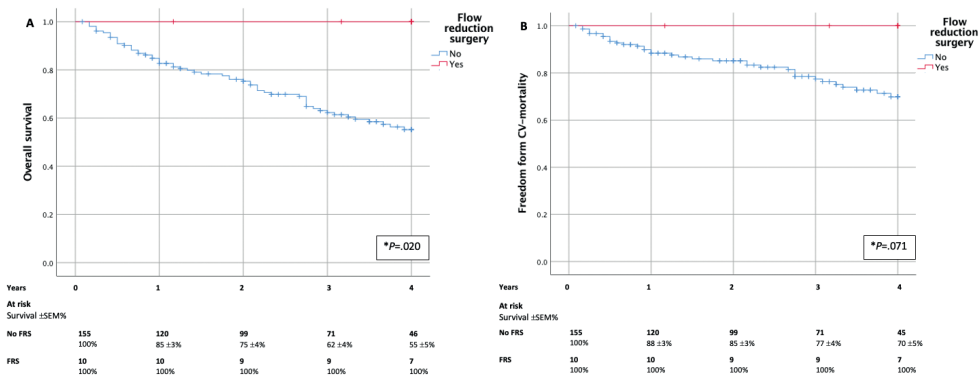 A
Overall survival
1.0
0.8
0.6
0.4
0.2
0.0
*P=.020
Flow
reduction
surgery
No
Yes
Years 0 1 2 3 4
At risk
Survival ±SEM%
No FRS 155 120 99 71 46
100% 85 ±3% 75 ±4% 62 ±4% 55 ±5%
FRS 10 10 9 9 7
100% 100% 100% 100% 100%
B
Freedom form CV-mortality
1.0
0.8
0.6
0.4
0.2
0.0
*P=.071
Flow
reduction
surgery
No
Yes
Years 0 1 2 3 4
At risk
Survival ±SEM%
No FRS 155 120 99 71 45
100% 88 ±3% 85 ±3% 77 ±4% 70 ±5%
FRS 10 10 9 9 7
100% 100% 100% 100% 100%